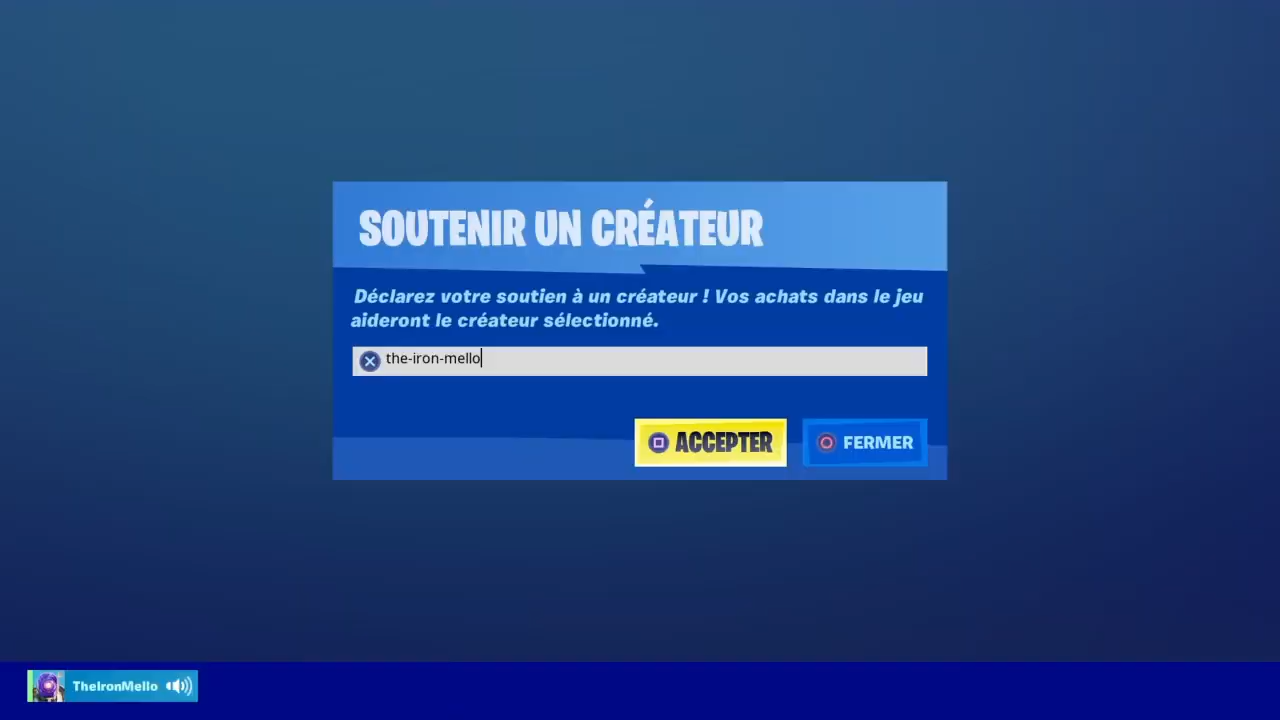 SOUTENIR UN CRÉATEUR
Déclarez votre soutien à un créateur ! Vos achats dans le jeu
aideront le créateur sélectionné.
the-iron-mello
ACCEPTER
FERMER
TheIronMello